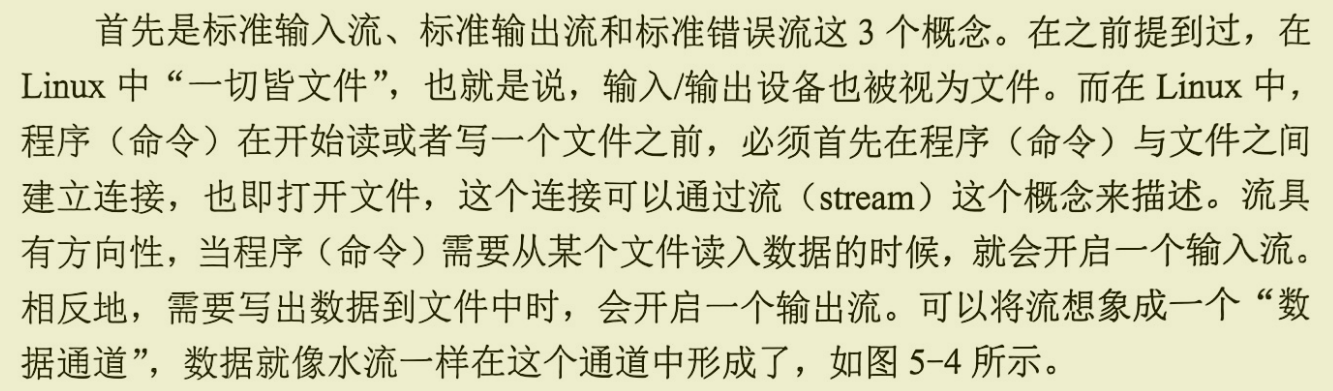 首先是标准输入流、标准输出流和标准错误流这 3 个概念。在之前提到过，在
Linux 中“一切皆文件”，也就是说，输入/输出设备也被视为文件。而在 Linux 中，
程序（命令）在开始读或者写一个文件之前，必须首先在程序（命令）与文件之间
建立连接，也即打开文件，这个连接可以通过流（stream）这个概念来描述。流具
有方向性，当程序（命令）需要从某个文件读入数据的时候，就会开启一个输入流。
相反地，需要写出数据到文件中时，会开启一个输出流。可以将流想象成一个“数
据通道”，数据就像水流一样在这个通道中形成了，如图 5-4 所示。